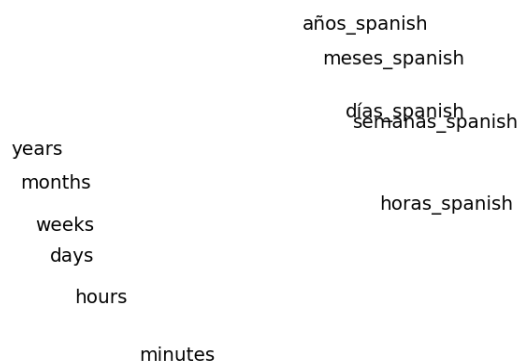 años_spanish
meses_spanish
días_spanish
semanas_spanish
years
months
horas_spanish
weeks
days
hours
minutes